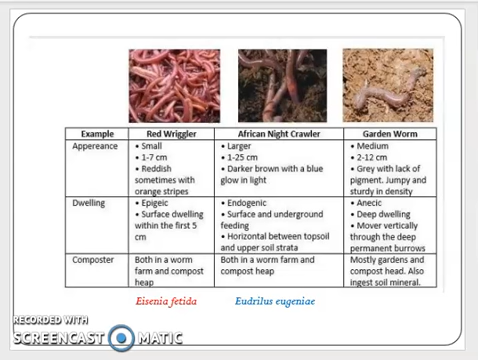 Example Red Wriggler African Night Crawler Garden Worm
Appereance
• Small
• 1-7 cm
• Reddish
sometimes with
orange stripes
• Larger
• 1-25 cm
• Darker brown with a blue
glow in light
• Medium
• 2-12 cm
• Grey with lack of
pigment. Jumpy and
sturdy in density
Dwelling
• Epigeic
• Surface dwelling
within the first 5
cm
• Endogenic
• Surface and underground
feeding
• Horizontal between topsoil
and upper soil strata
• Anecic
• Deep dwelling
• Mover vertically
through the deep
permanent burrows
Composter
Both in a worm
farm and compost
heap
Both in a worm farm and
compost heap
Mostly gardens and
compost head. Also
ingest soil mineral.
Eisenia fetida Eudrilus eugeniae
RECORDED WITH
SCREENCAST MATIC